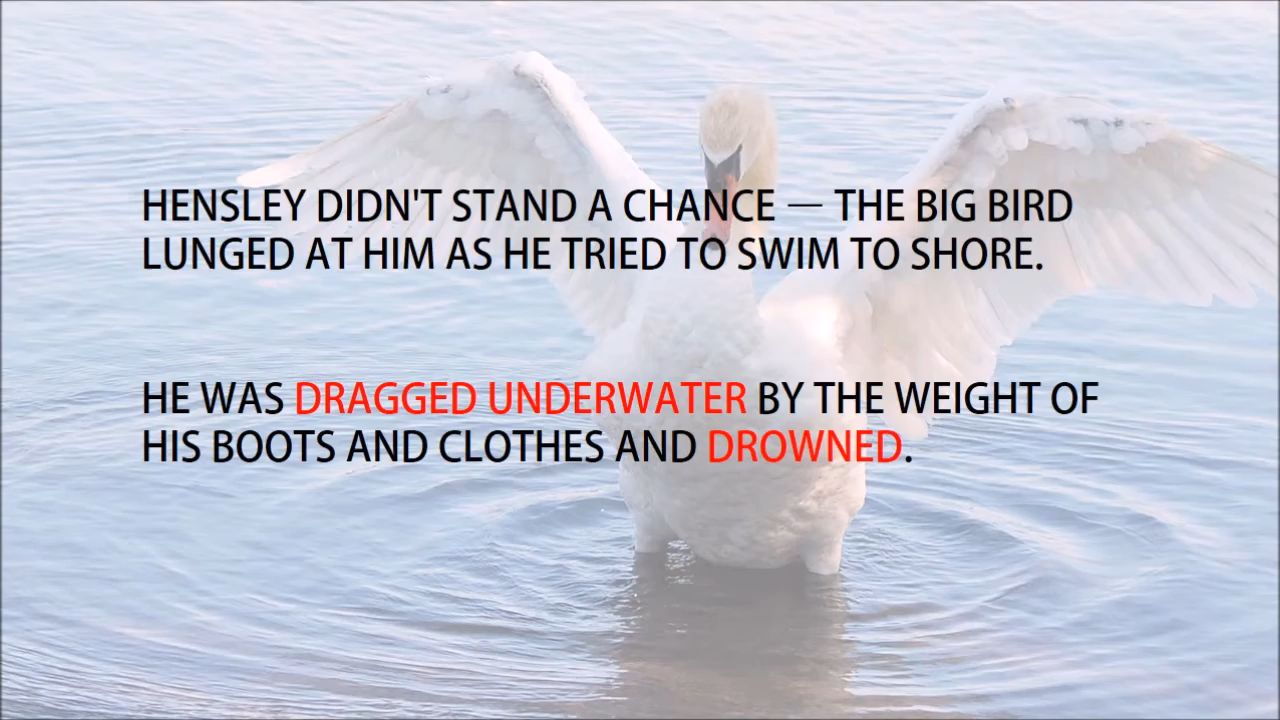 HENSLEY DIDN'T STAND A CHANCE — THE BIG BIRD
LUNGED AT HIM AS HE TRIED TO SWIM TO SHORE.
HE WAS DRAGGED UNDERWATER BY THE WEIGHT OF
HIS BOOTS AND CLOTHES AND DROWNED.